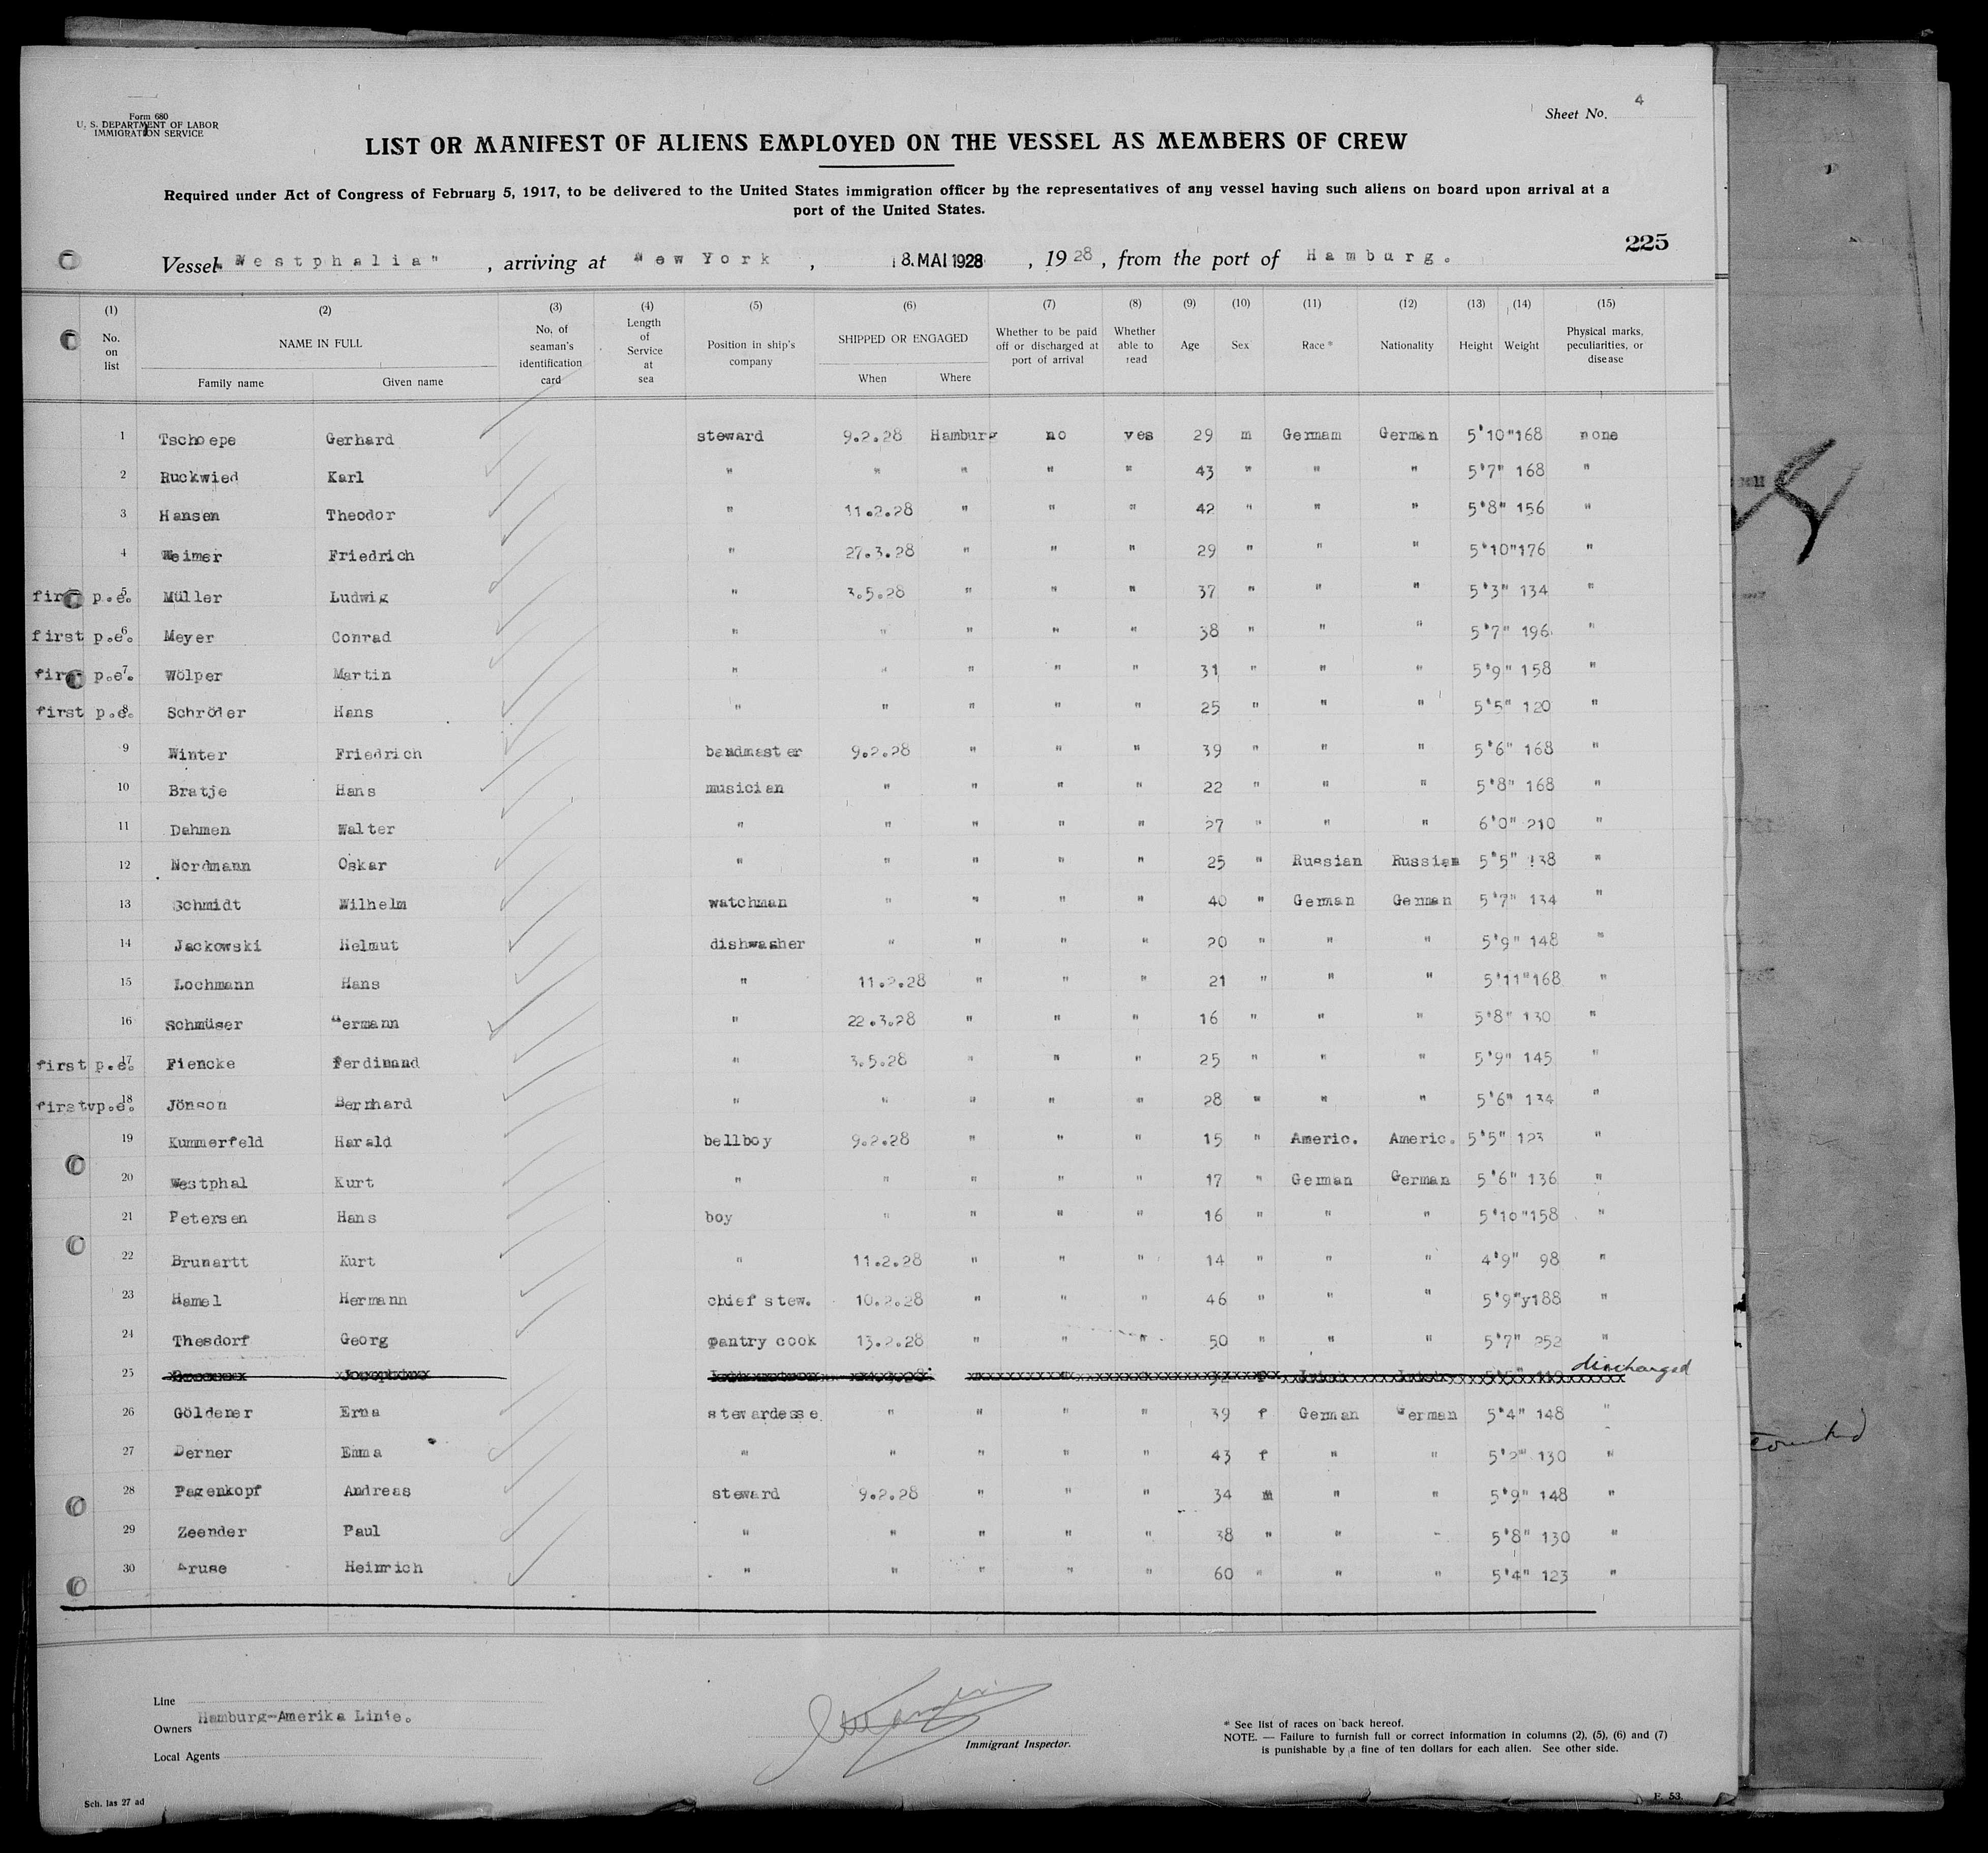 Form 680
U. S. DEPARTMENT OF LABOR
IMMIGRATION SERVICE
Sheet No. 4
LIST OR MANIFEST OF ALIENS EMPLOYED ON THE VESSEL AS MEMBERS OF CREW
Required under Act of Congress of February 5, 1917, to be delivered to the United States immigration officer by the representatives of any vessel having such aliens on board upon arrival at a
port of the United States.
225
Vessel "Westphalia", arriving at New York, 18. MAI 1928, 1928, from the port of Hamburg.
(1) (2) (3) (4) (5) (6) (7) (8) (9) (10) (11) (12) (13) (14) (15)
No. on list NAME IN FULL Family name Given name No. of seaman's identification card Length of Service at sea Position in ship's company SHIPPED OR ENGAGED When Where Whether to be paid off or discharged at port of arrival Whether able to read Age Sex Race * Nationality Height Weight Physical marks, peculiarities, or disease
1 Tschoepe Gerhard steward 9.2.28 Hamburg no yes 29 m Germam German 5'10" 168 none
2 Ruckwied Karl " " " " " 43 " " " 5'7" 168 "
3 Hansen Theodor " 11.2.28 " " " 42 " " " 5'8" 156 "
4 Weimer Friedrich " 27.3.28 " " " 29 " " " 5'10" 176 "
first p.e. 5 Müller Ludwig " 3.5.28 " " " 37 " " " 5'3" 134 "
first p.e. 6 Meyer Conrad " " " " " 38 " " " 5'7" 196 "
first p.e. 7 Wölper Martin " " " " " 31 " " " 5'9" 158 "
first p.e. 8 Schröder Hans " " " " " 25 " " " 5'5" 120 "
9 Winter Friedrich bandmaster 9.2.28 " " " 39 " " " 5'6" 168 "
10 Bratje Hans musician " " " " 22 " " " 5'8" 168 "
11 Dahmen Walter " " " " " 27 " " " 6'0" 210 "
12 Nordmann Oskar " " " " " 25 " Russian Russian 5'5" 138 "
13 Schmidt Wilhelm watchman " " " " 40 " German German 5'7" 134 "
14 Jackowski Helmut dishwasher " " " " 20 " " " 5'9" 148 "
15 Lochmann Hans " 11.2.28 " " " 21 " " " 5'11" 168 "
16 Schmüser Hermann " 22.3.28 " " " 16 " " " 5'8" 130 "
first p.e. 17 Fiencke Ferdinand " 3.5.28 " " " 25 " " " 5'9" 145 "
firstvp.e. 18 Jönson Bernhard " " " " " 28 " " " 5'6" 134 "
19 Kummerfeld Harald bellboy 9.2.28 " " " 15 " Americ. Americ. 5'5" 123 "
20 Westphal Kurt " " " " " 17 " German German 5'6" 136 "
21 Petersen Hans boy " " " " 16 " " " 5'10" 158 "
22 Brunartt Kurt " 11.2.28 " " " 14 " " " 4'9" 98 "
23 Hamel Hermann chief stew. 10.2.28 " " " 46 " " " 5'9"y188 "
24 Thesdorf Georg pantry cook 13.2.28 " " " 50 " " " 5'7" 252 "
25 discharged
26 Göldener Erna stewardesse " " " " 39 f German German 5'4" 148 "
27 Derner Emma " " " " " 43 f " " 5'2" 130 "
28 Pagenkopf Andreas steward 9.2.28 " " " 34 m " " 5'9" 148 "
29 Zeender Paul " " " " " 38 " " " 5'8" 130 "
30 Kruse Heinrich " " " " " 60 " " " 5'4" 123 "
Line
Owners Hamburg-Amerika Linie.
Local Agents
Immigrant Inspector.
* See list of races on back hereof.
NOTE. — Failure to furnish full or correct information in columns (2), (5), (6) and (7)
is punishable by a fine of ten dollars for each alien. See other side.
Sch. las 27 ad
F. 53